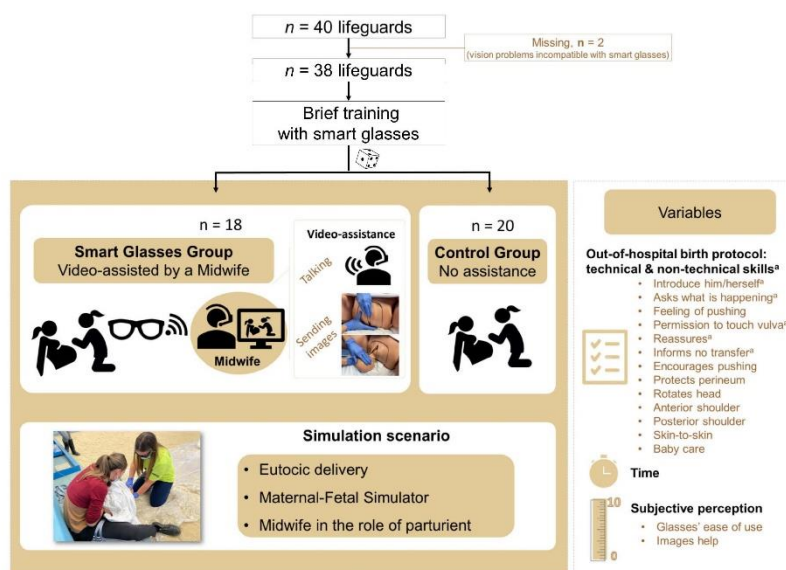 n = 40 lifeguards
Missing, n = 2
(vision problems incompatible with smart glasses)
n = 38 lifeguards
Brief training
with smart glasses
n = 18
Smart Glasses Group
Video-assisted by a Midwife
Midwife
Video-assistance
Talking
Sending
images
n = 20
Control Group
No assistance
Simulation scenario
• Eutocic delivery
• Maternal-Fetal Simulator
• Midwife in the role of parturient
Variables
Out-of-hospital birth protocol:
technical & non-technical skillsª
• Introduce him/herselfª
• Asks what is happeningª
• Feeling of pushing
• Permission to touch vulvaª
• Reassuresª
• Informs no transferª
• Encourages pushing
• Protects perineum
• Rotates head
• Anterior shoulder
• Posterior shoulder
• Skin-to-skin
• Baby care
Time
10
0
Subjective perception
• Glasses' ease of use
• Images help